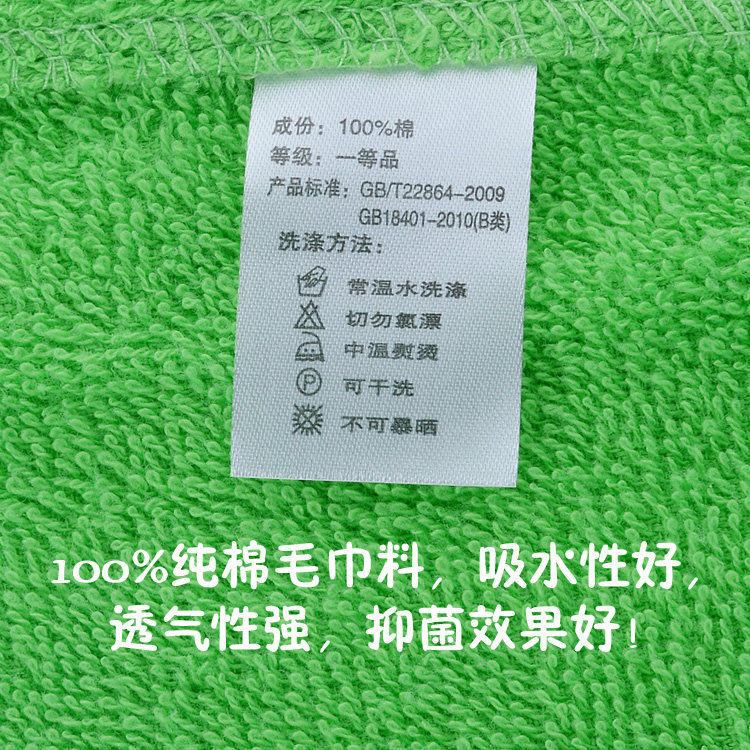 成份：100%棉
等级：一等品
产品标准：GB/T22864-2009
GB18401-2010(B类)
洗涤方法：
常温水洗涤
切勿氯漂
中温熨烫
P 可干洗
不可暴晒
100%纯棉毛巾料，吸水性好，
透气性强，抑菌效果好！